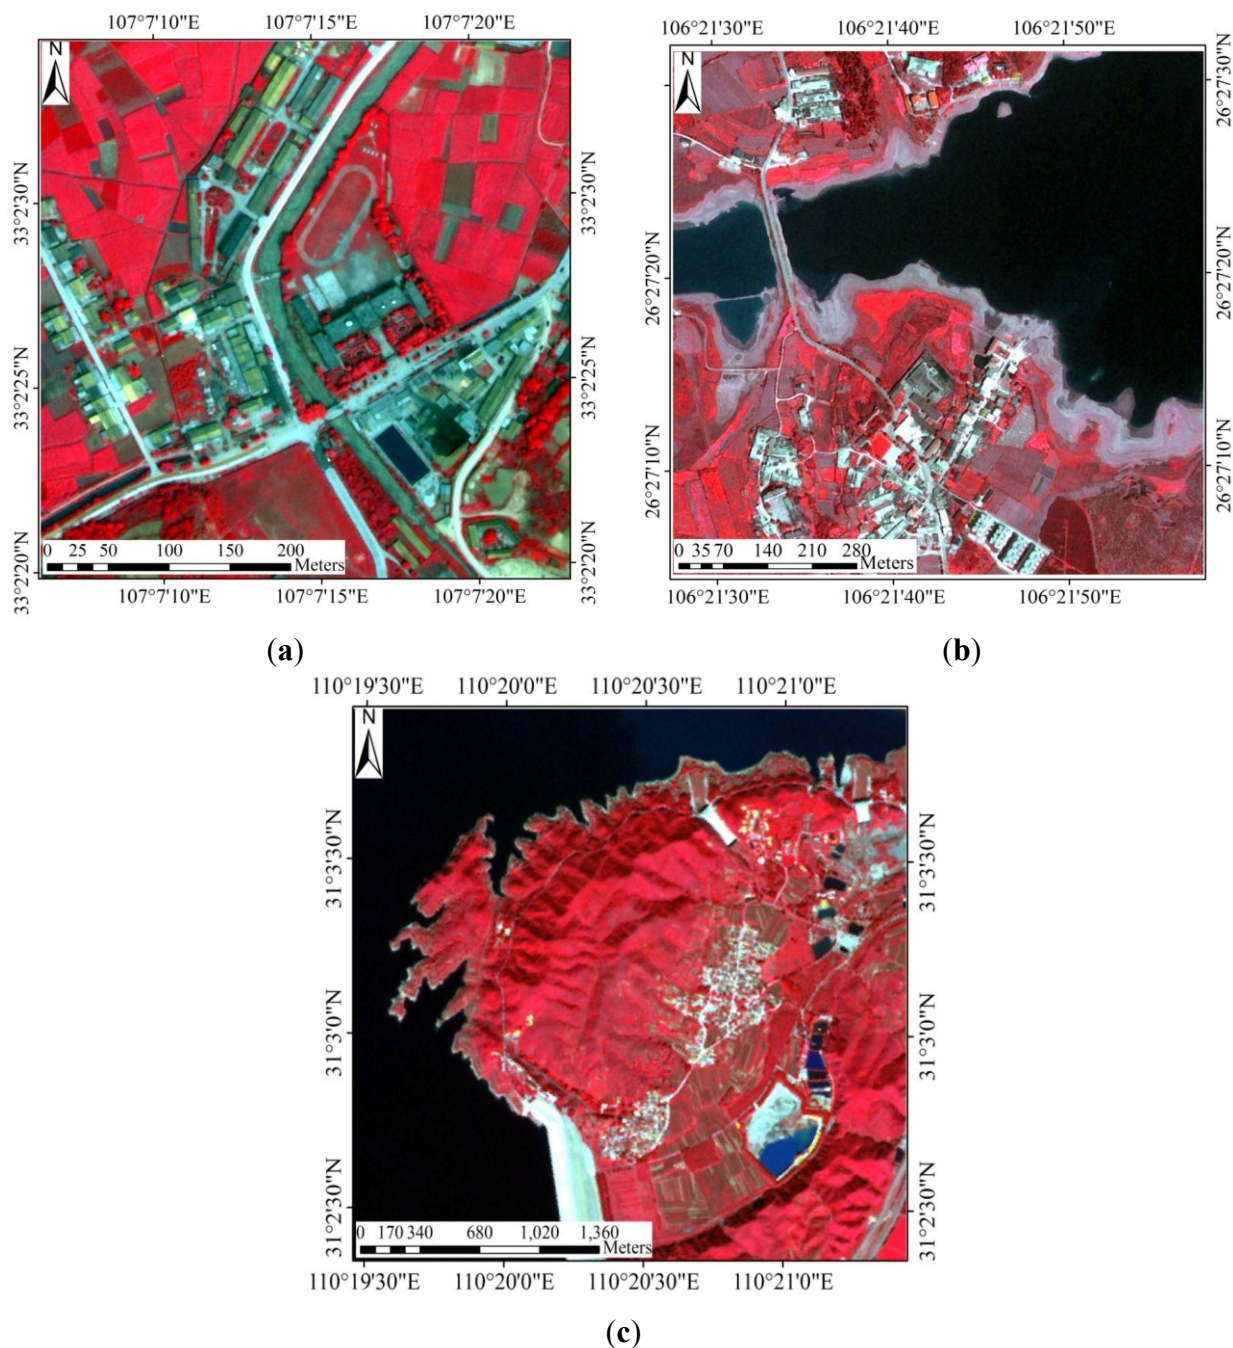 107°7'10"E 107°7'15"E 107°7'20"E
N
33°2'30"N 33°2'30"N
33°2'25"N 33°2'25"N
33°2'20"N 33°2'20"N
0 25 50 100 150 200
Meters
107°7'10"E 107°7'15"E 107°7'20"E
(a)
106°21'30"E 106°21'40"E 106°21'50"E
N
26°27'30"N
26°27'20"N 26°27'20"N
26°27'10"N 26°27'10"N
0 35 70 140 210 280
Meters
106°21'30"E 106°21'40"E 106°21'50"E
(b)
110°19'30"E 110°20'0"E 110°20'30"E 110°21'0"E
N
31°3'30"N 31°3'30"N
31°3'0"N 31°3'0"N
31°2'30"N 31°2'30"N
0 170 340 680 1,020 1,360
Meters
110°19'30"E 110°20'0"E 110°20'30"E 110°21'0"E
(c)